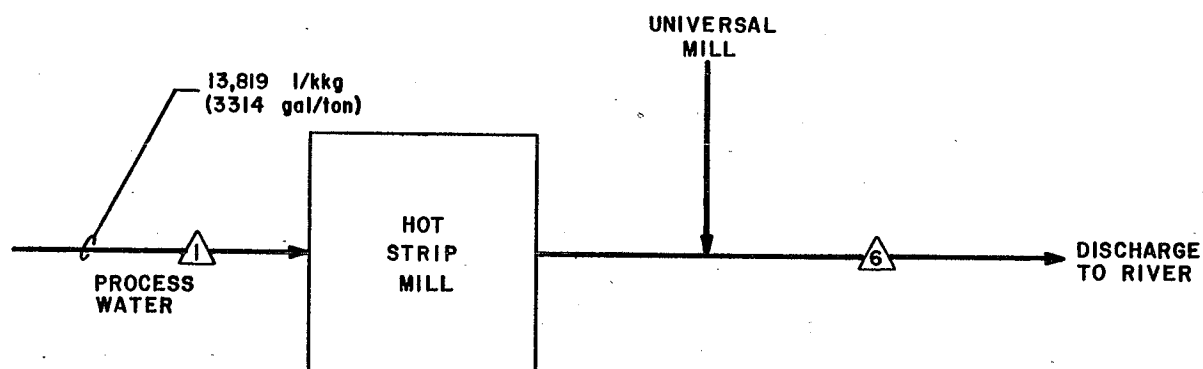 UNIVERSAL
MILL
13,819 l/kkg
(3314 gal/ton)
HOT
STRIP
MILL
1
6
DISCHARGE
TO RIVER
PROCESS
WATER